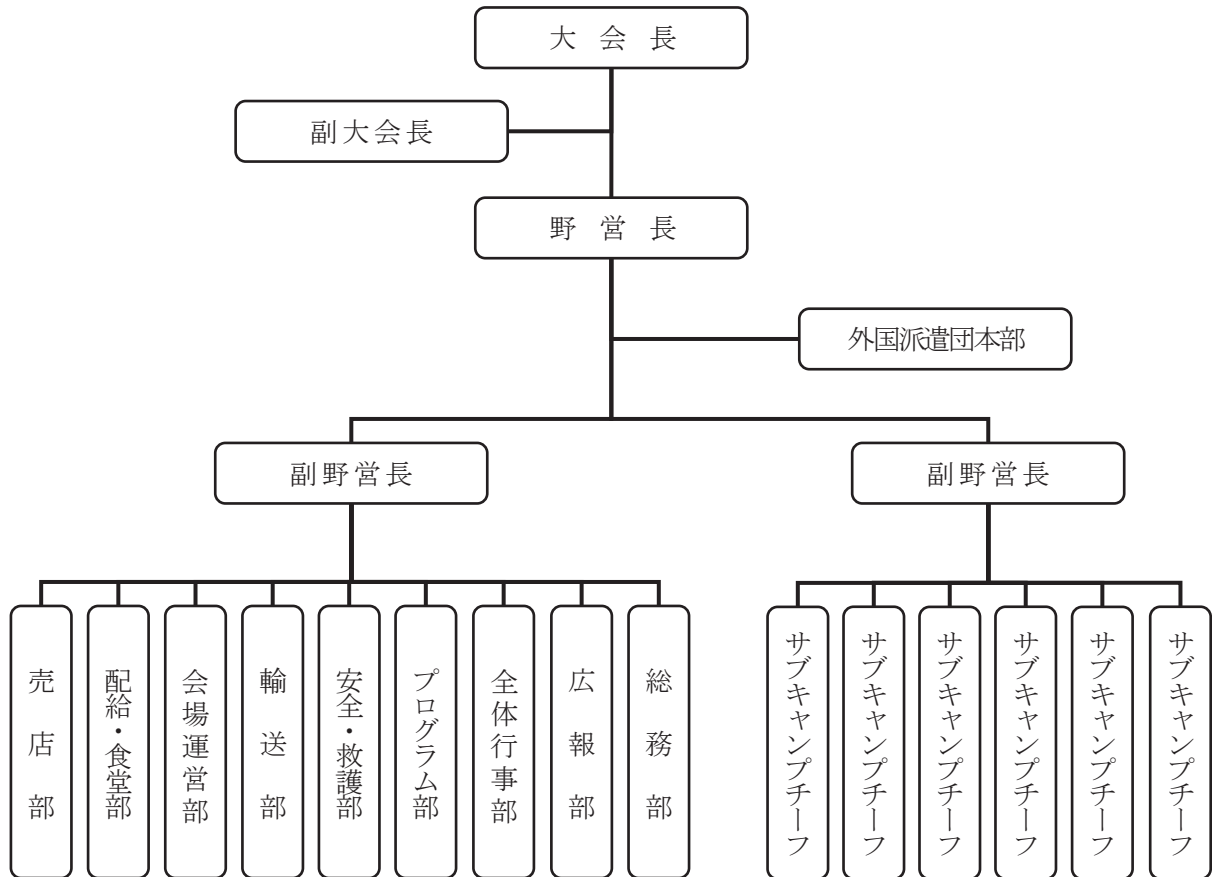 大会長
副大会長
野営長
外国派遣団本部
副野営長
副野営長
売店部
配給・食堂部
会場運営部
輸送部
安全・救護部
プログラム部
全体行事部
広報部
総務部
サブキャンプチーフ
サブキャンプチーフ
サブキャンプチーフ
サブキャンプチーフ
サブキャンプチーフ
サブキャンプチーフ